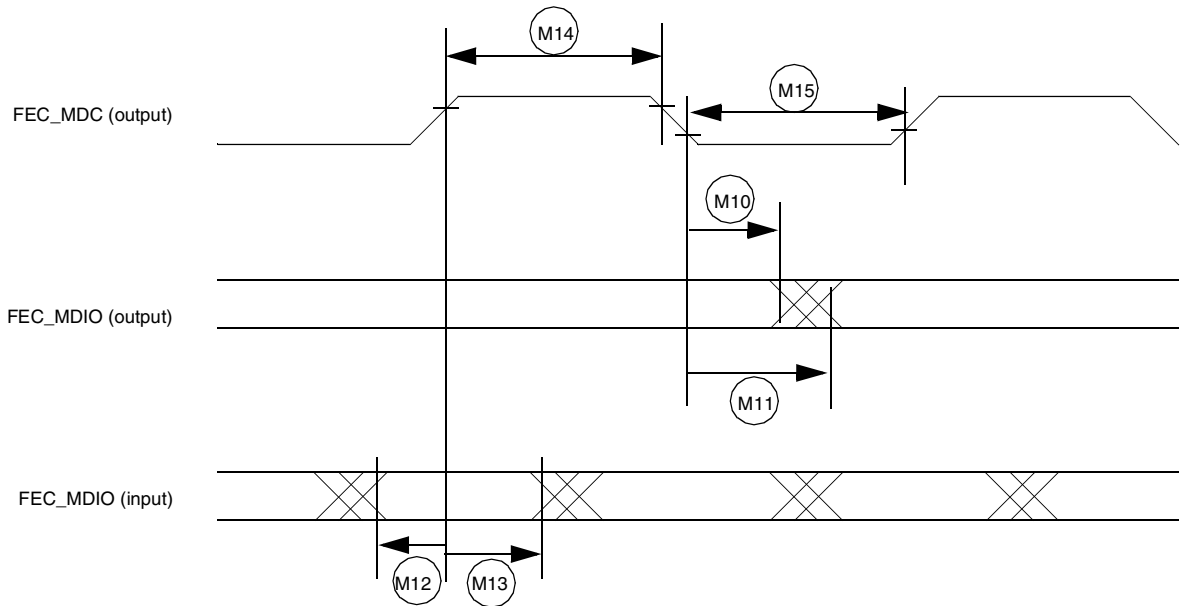 M14
M15
FEC_MDC (output)
M10
FEC_MDIO (output)
M11
FEC_MDIO (input)
M12
M13